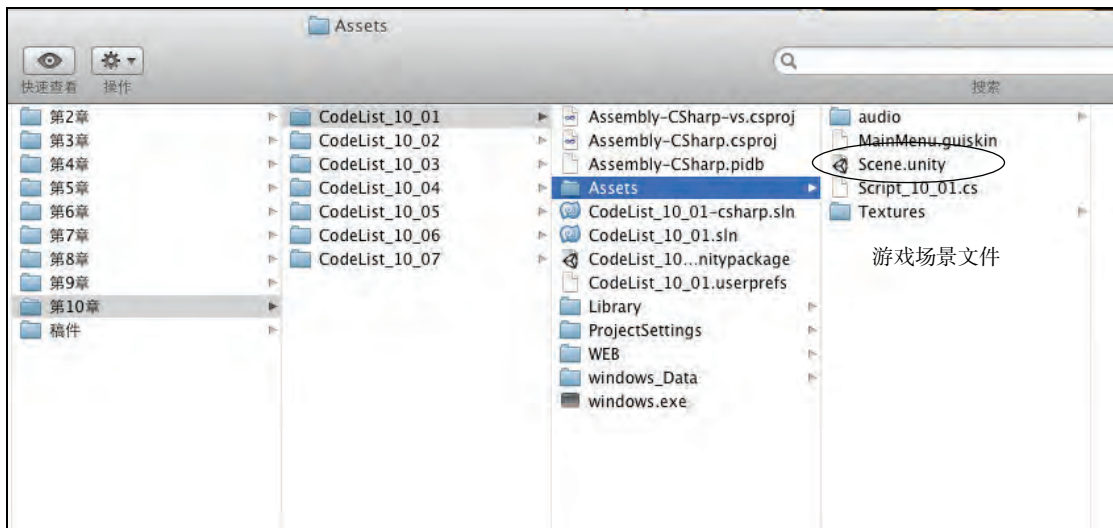 Assets
快速查看
操作
搜索
第2章
第3章
第4章
第5章
第6章
第7章
第8章
第9章
第10章
稿件
CodeList_10_01
CodeList_10_02
CodeList_10_03
CodeList_10_04
CodeList_10_05
CodeList_10_06
CodeList_10_07
Assembly-CSharp-vs.csproj
Assembly-CSharp.csproj
Assembly-CSharp.pidb
Assets
CodeList_10_01-csharp.sln
CodeList_10_01.sln
CodeList_10...nitypackage
CodeList_10_01.userprefs
Library
ProjectSettings
WEB
windows_Data
windows.exe
audio
MainMenu.guiskin
Scene.unity
Script_10_01.cs
Textures
游戏场景文件